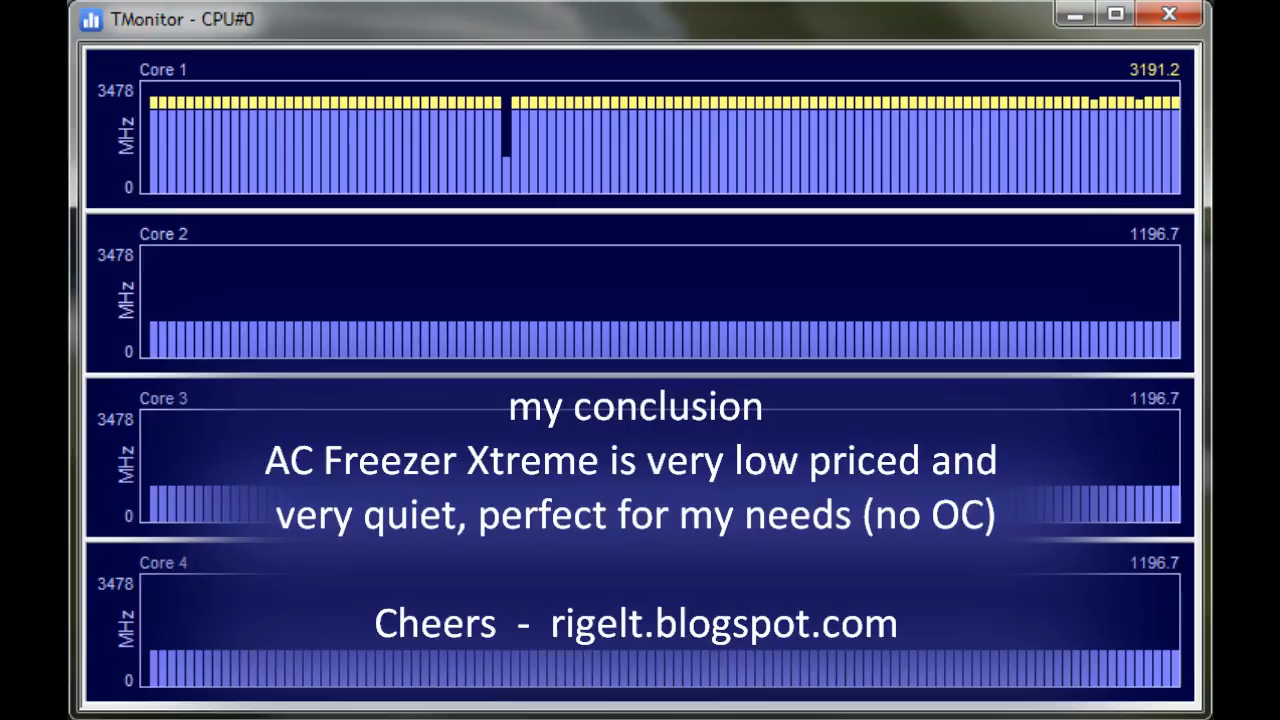 TMonitor - CPU#0
Core 1
3191.2
3478
MHz
0
Core 2
1196.7
3478
MHz
0
Core 3
1196.7
3478
MHz
0
my conclusion
AC Freezer Xtreme is very low priced and
very quiet, perfect for my needs (no OC)
Core 4
1196.7
3478
MHz
0
Cheers - rigelt.blogspot.com